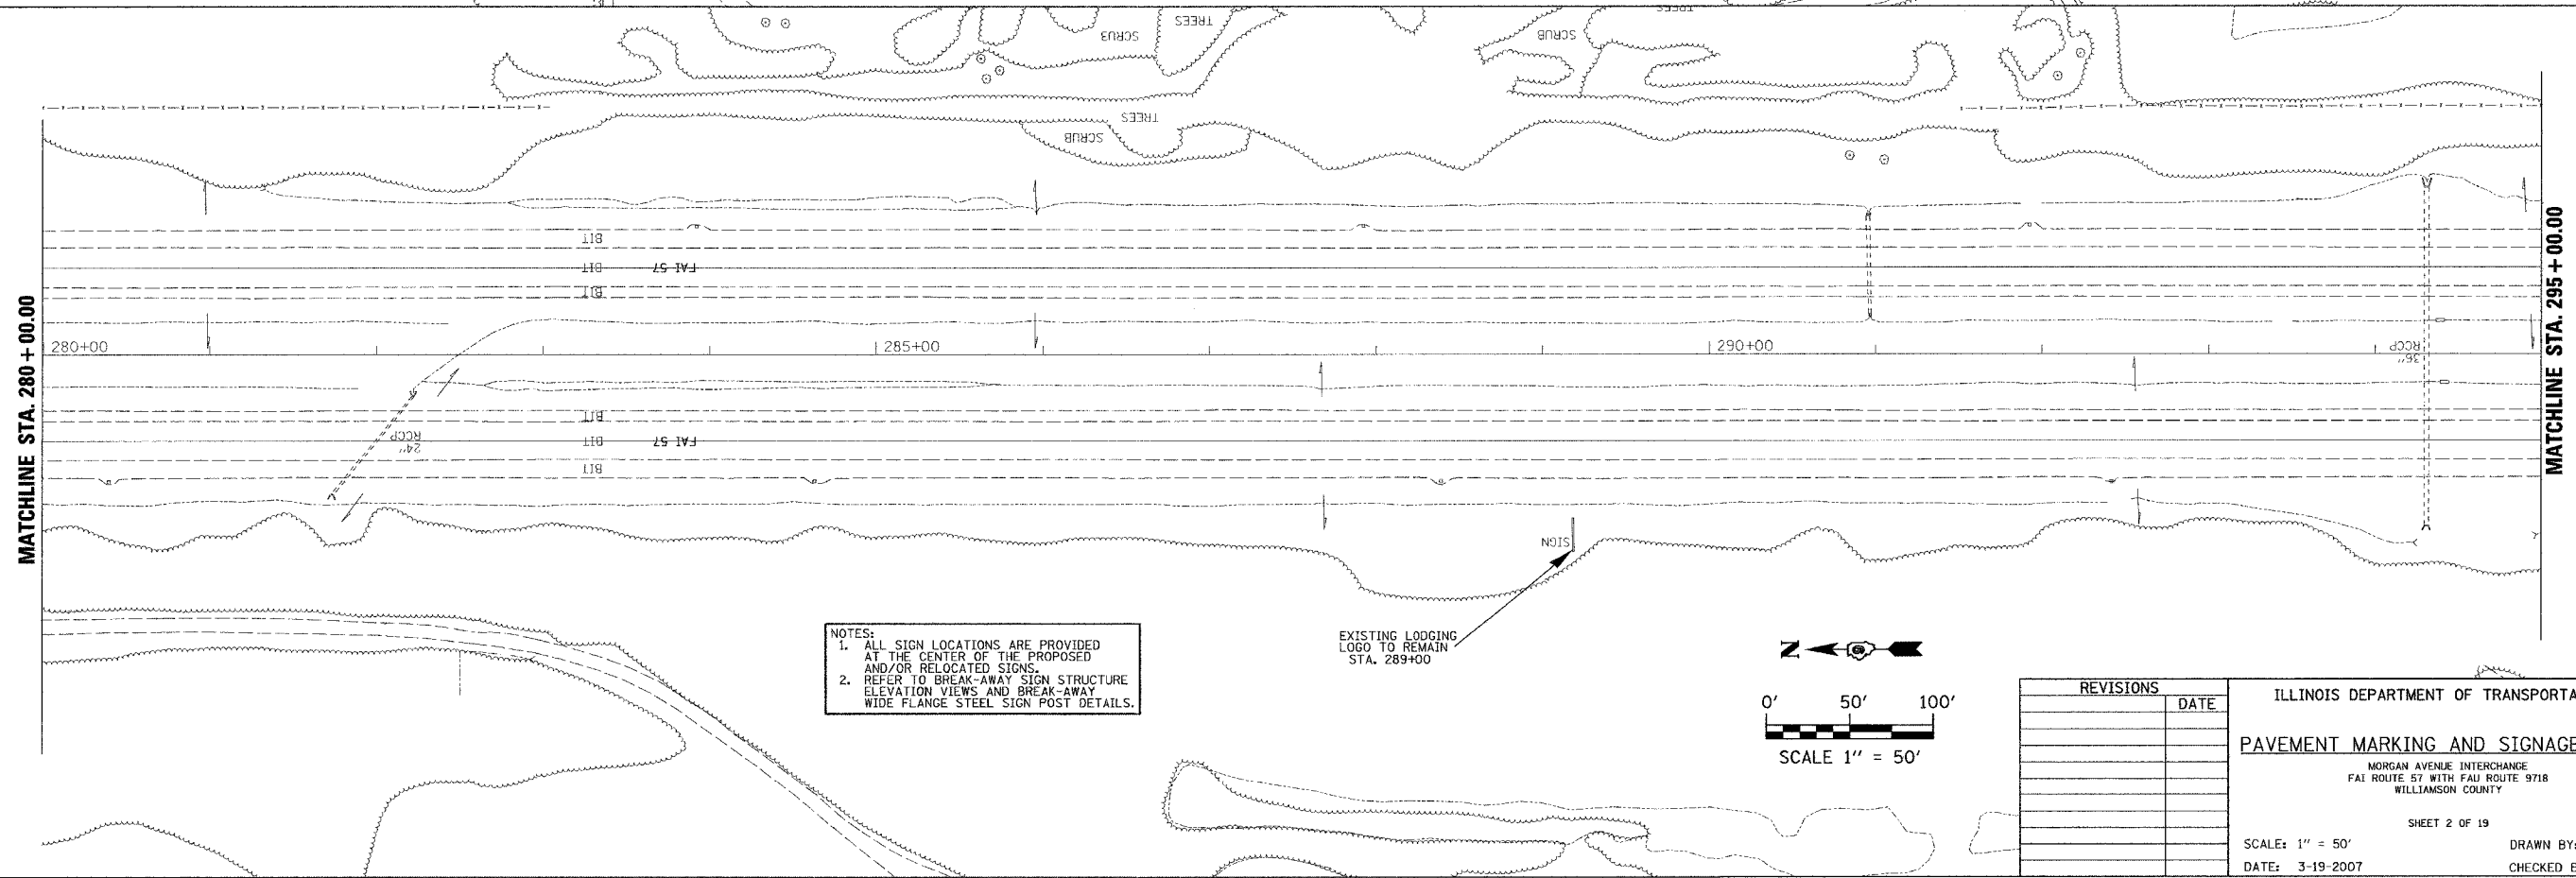 TREES
SCRUB
SCRUB
TREES
TREES
SCRUB
BIT
BIT
FAI 57
BIT
MATCHLINE STA. 280 + 00.00
280+00
285+00
290+00
36"
RCCP
MATCHLINE STA. 295 + 00.00
BIT
24"
RCCP
BIT
FAI 57
BIT
SIGN
EXISTING LODGING
LOGO TO REMAIN
STA. 289+00
NOTES:
1. ALL SIGN LOCATIONS ARE PROVIDED
AT THE CENTER OF THE PROPOSED
AND/OR RELOCATED SIGNS.
2. REFER TO BREAK-AWAY SIGN STRUCTURE
ELEVATION VIEWS AND BREAK-AWAY
WIDE FLANGE STEEL SIGN POST DETAILS.
N
0' 50' 100'
SCALE 1" = 50'
REVISIONS
DATE
ILLINOIS DEPARTMENT OF TRANSPORTA
PAVEMENT MARKING AND SIGNAGE
MORGAN AVENUE INTERCHANGE
FAI ROUTE 57 WITH FAU ROUTE 9718
WILLIAMSON COUNTY
SHEET 2 OF 19
SCALE: 1" = 50'
DRAWN BY:
DATE: 3-19-2007
CHECKED B